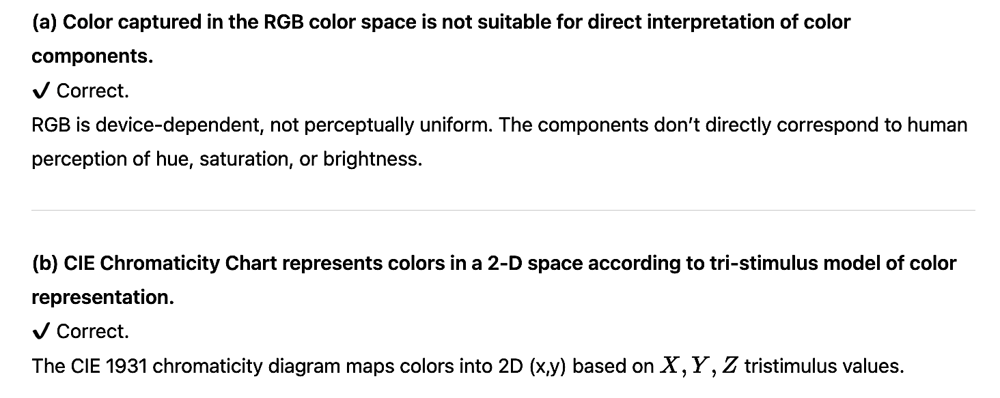 (a) Color captured in the RGB color space is not suitable for direct interpretation of color
components.
✔ Correct.
RGB is device-dependent, not perceptually uniform. The components don’t directly correspond to human
perception of hue, saturation, or brightness.
(b) CIE Chromaticity Chart represents colors in a 2-D space according to tri-stimulus model of color
representation.
✔ Correct.
The CIE 1931 chromaticity diagram maps colors into 2D (x,y) based on X, Y, Z tristimulus values.